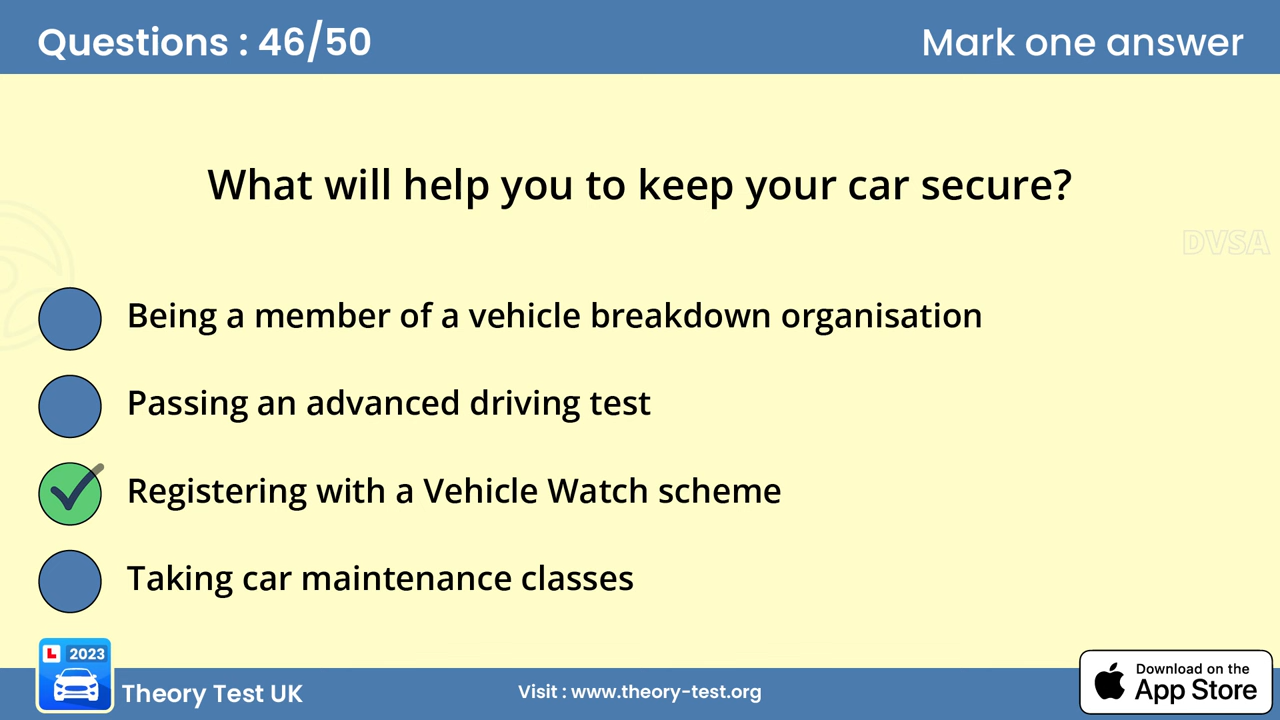 Questions : 46/50
Mark one answer
What will help you to keep your car secure?
DVSA
Being a member of a vehicle breakdown organisation
Passing an advanced driving test
Registering with a Vehicle Watch scheme
Taking car maintenance classes
L 2023
Theory Test UK
Visit : www.theory-test.org
Download on the
App Store